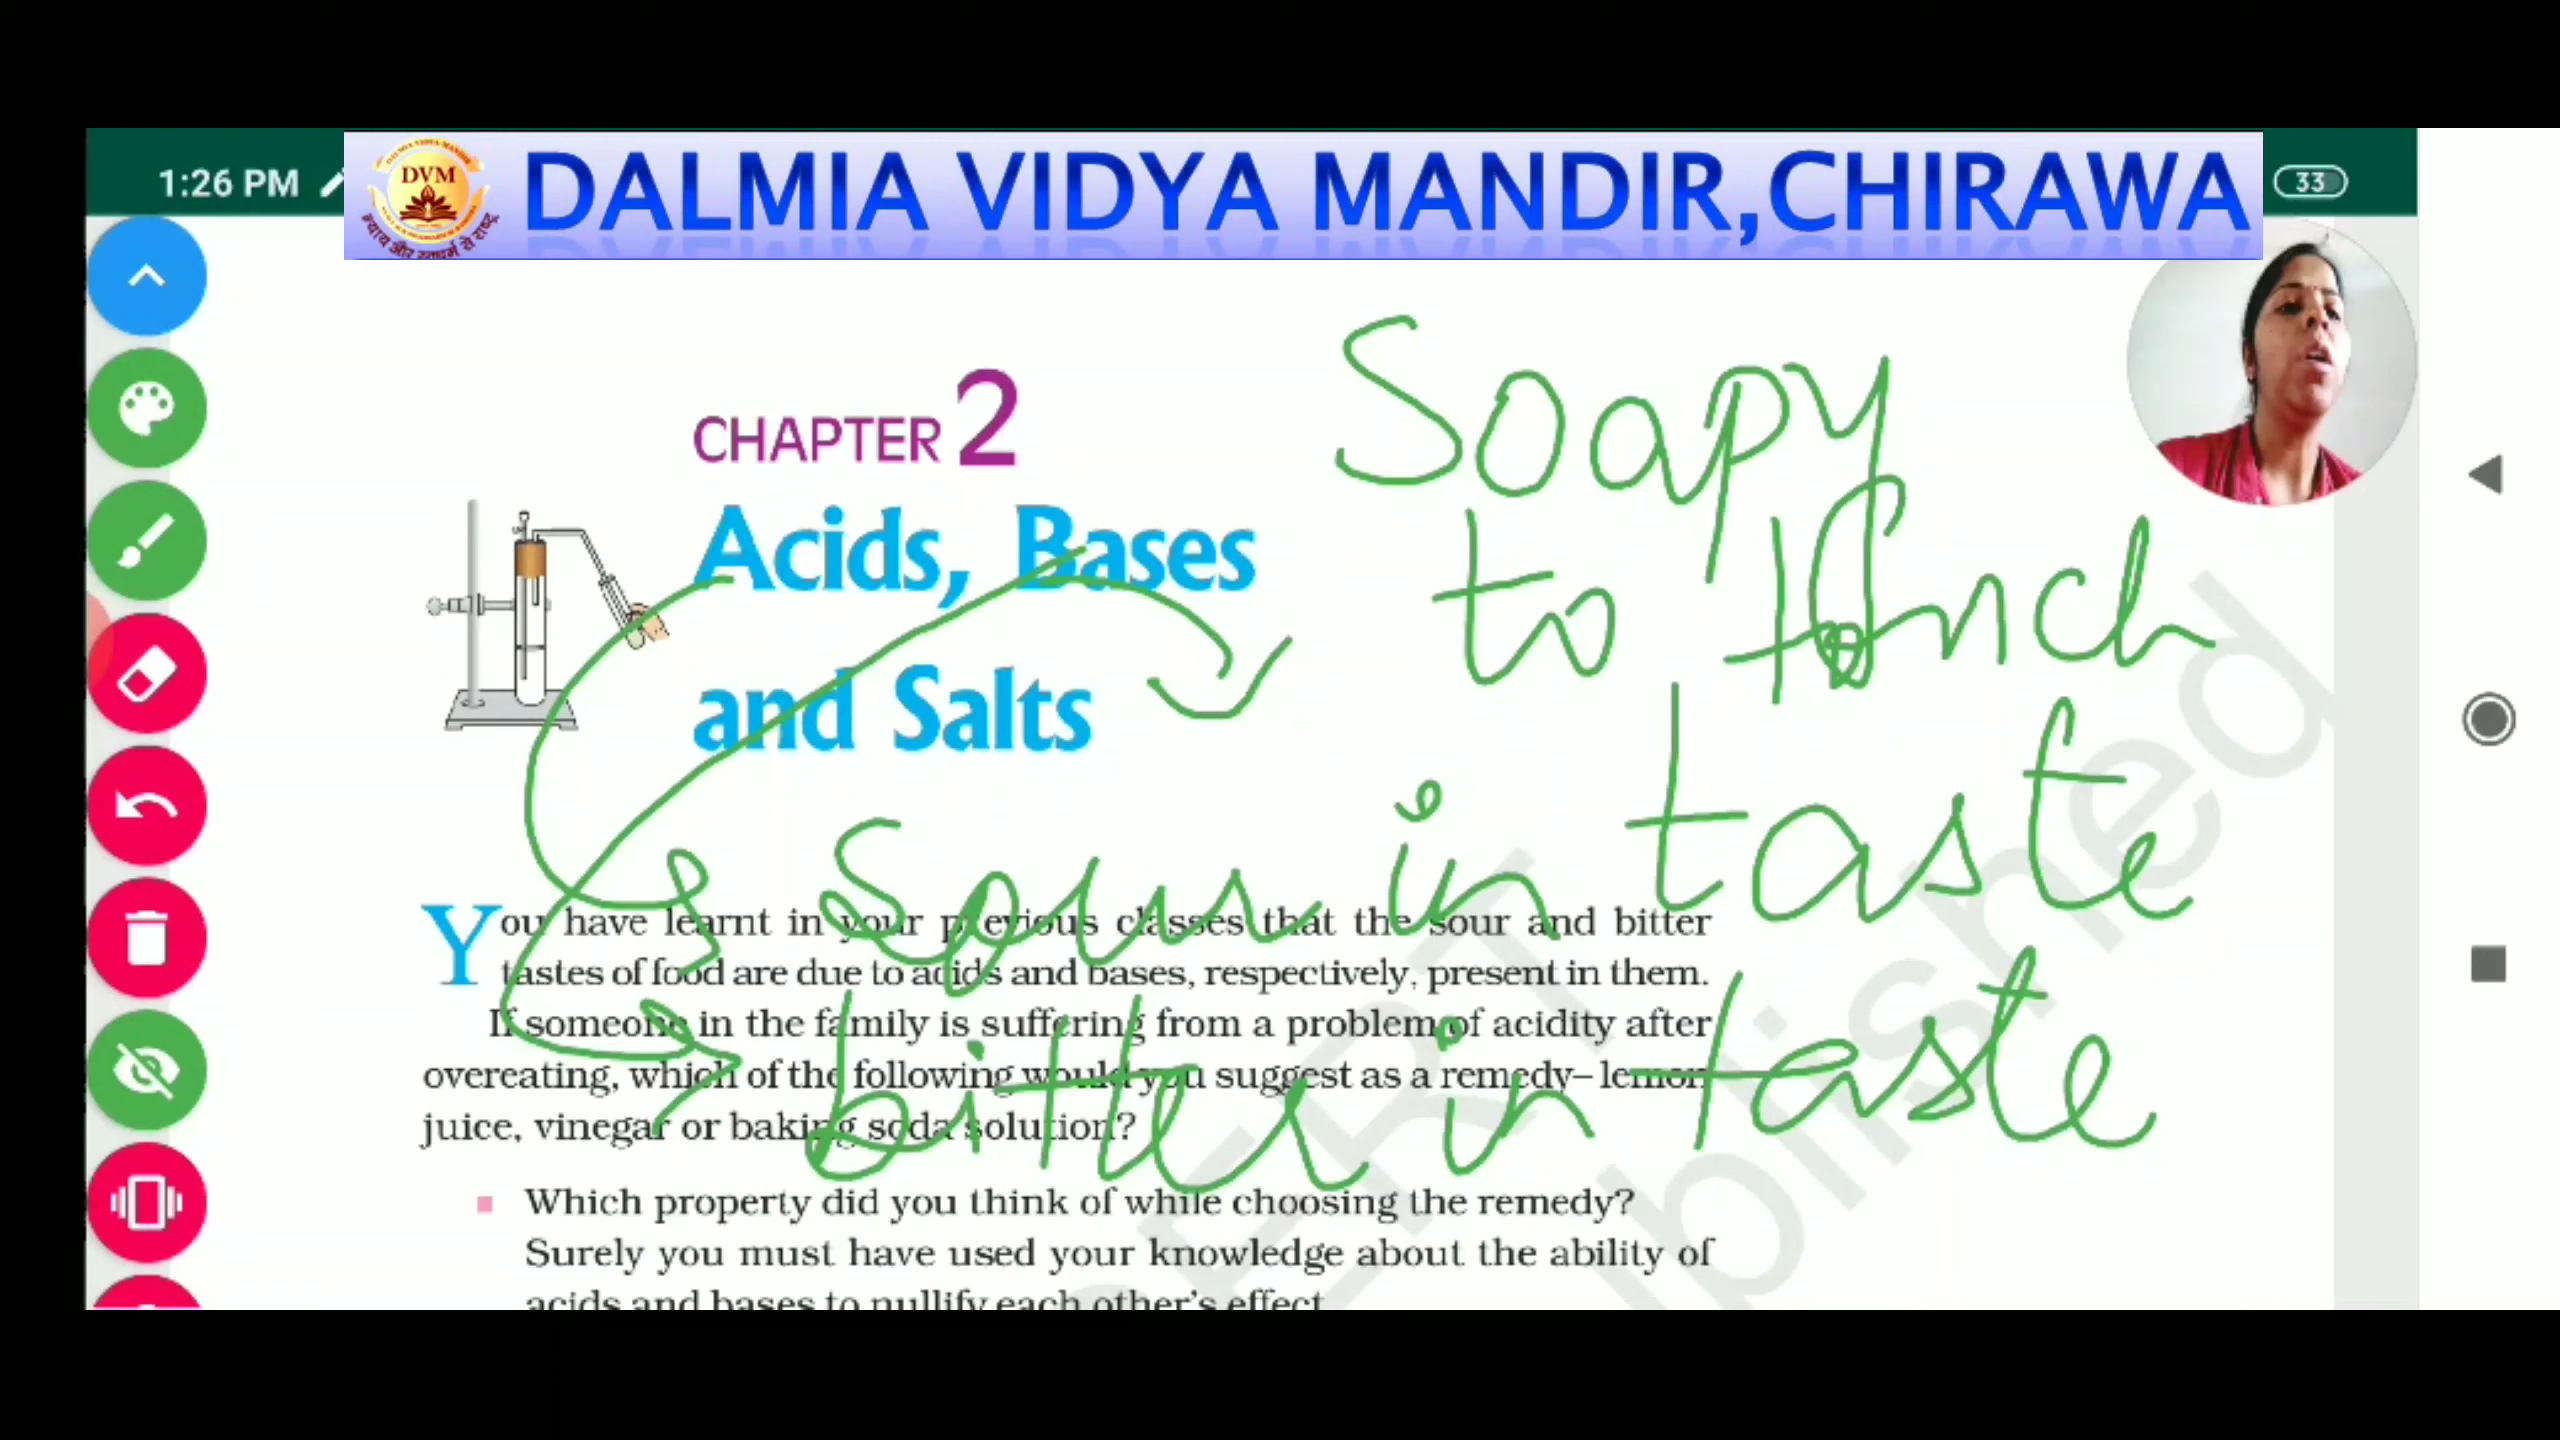 1:26 PM
DVM
DALMIA VIDYA MANDIR,CHIRAWA
33
CHAPTER 2
Acids, Bases
and Salts
Soapy
to touch
sour in taste
bitter in taste
You have learnt in your previous classes that the sour and bitter
tastes of food are due to acids and bases, respectively, present in them.
If someone in the family is suffering from a problem of acidity after
overeating, which of the following would you suggest as a remedy– lemon
juice, vinegar or baking soda solution?
Which property did you think of while choosing the remedy?
Surely you must have used your knowledge about the ability of
acids and bases to nullify each other's effect.
blished